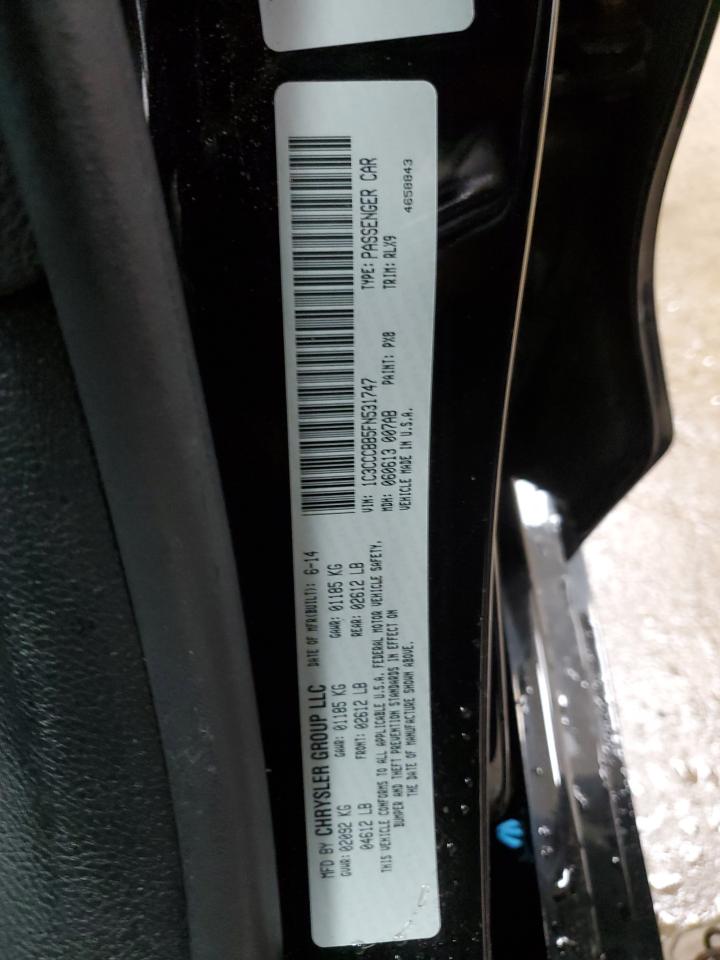 MFD BY CHRYSLER GROUP LLC
DATE OF MFR(BUILT): 6-14
GVWR: 02092 KG
GAWR: 01185 KG
GAWR: 01185 KG
04612 LB
FRONT: 02612 LB
REAR: 02612 LB
THIS VEHICLE CONFORMS TO ALL APPLICABLE U.S.A. FEDERAL MOTOR VEHICLE SAFETY,
BUMPER AND THEFT PREVENTION STANDARDS IN EFFECT ON
THE DATE OF MANUFACTURE SHOWN ABOVE.
VIN: 1C3CCCBB5FN531747
TYPE: PASSENGER CAR
MDH: 060613 007AB
PAINT: PX8
TRIM: RLX9
VEHICLE MADE IN U.S.A.
4658843